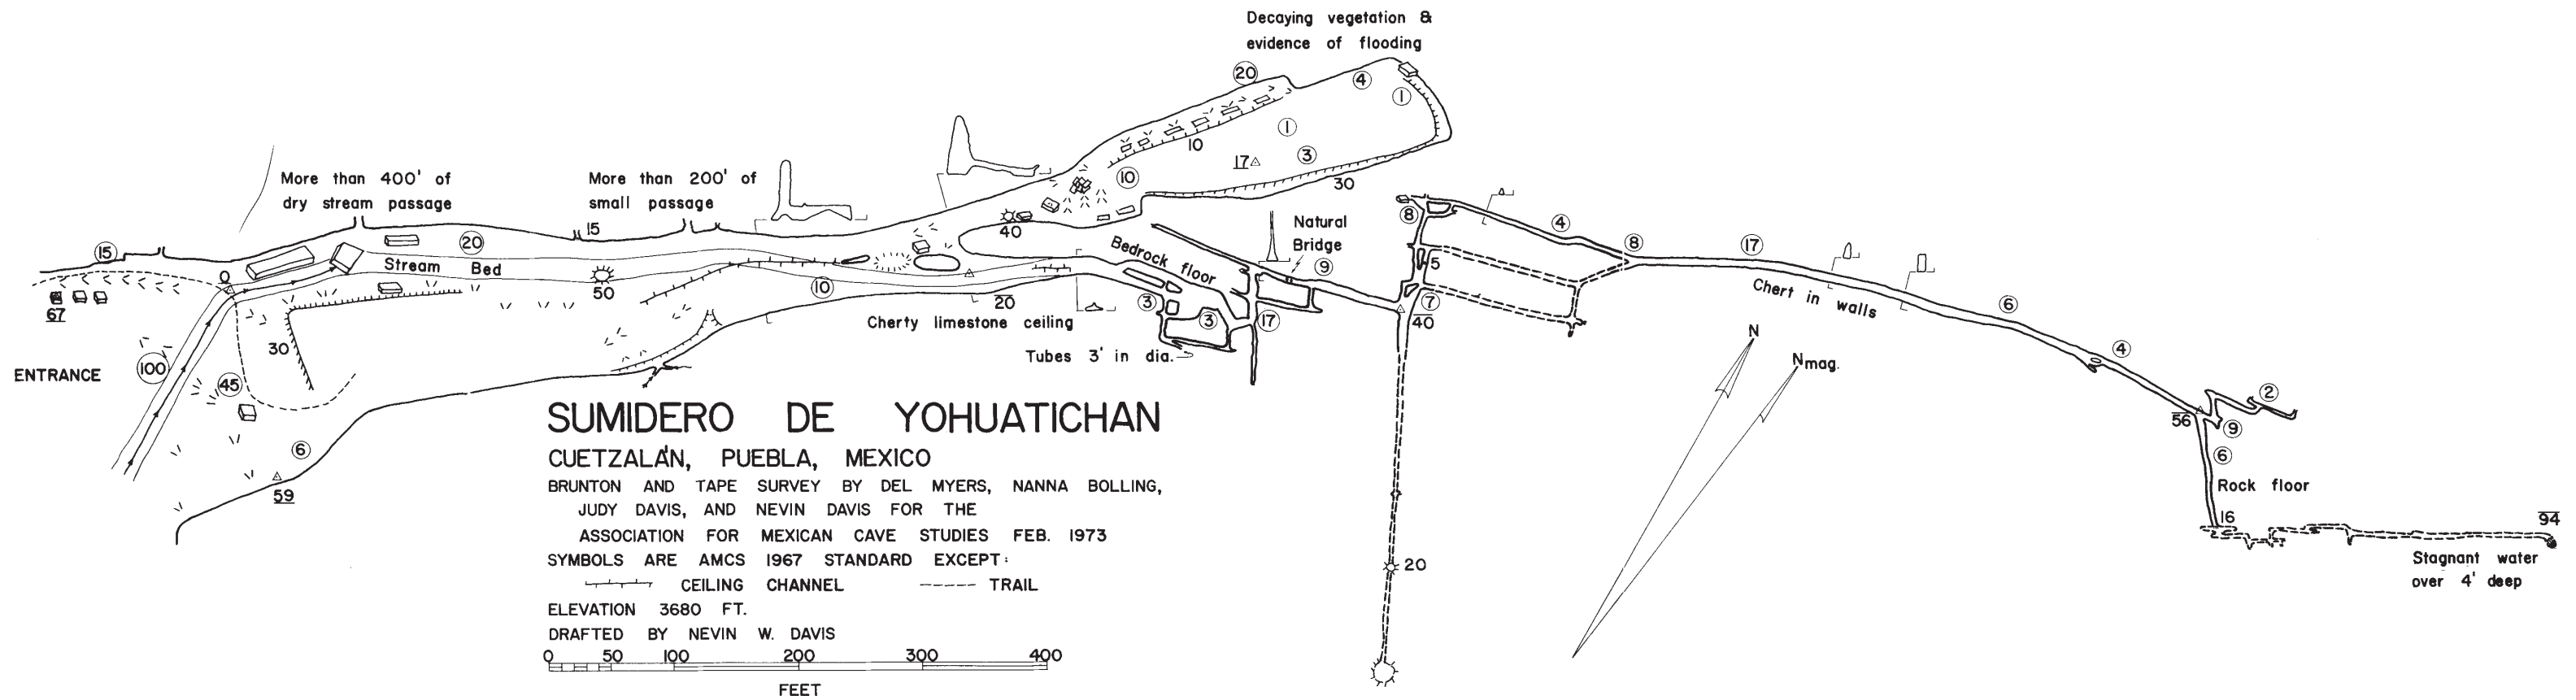 Decaying vegetation &
evidence of flooding
20
4
1
1
10
17
3
10
30
More than 400' of
dry stream passage
More than 200' of
small passage
15
20
Stream Bed
15
0
50
40
10
67
100
ENTRANCE
30
45
6
59
20
Cherty limestone ceiling
Bedrock floor
Natural
Bridge
9
3
3
17
Tubes 3' in dia.
8
5
7
40
4
8
17
Chert in walls
6
4
2
56
9
6
Rock floor
16
94
Stagnant water
over 4' deep
20
N
Nmag.
SUMIDERO DE YOHUATICHAN
CUETZALÁN, PUEBLA, MEXICO
BRUNTON AND TAPE SURVEY BY DEL MYERS, NANNA BOLLING,
JUDY DAVIS, AND NEVIN DAVIS FOR THE
ASSOCIATION FOR MEXICAN CAVE STUDIES FEB. 1973
SYMBOLS ARE AMCS 1967 STANDARD EXCEPT:
CEILING CHANNEL TRAIL
ELEVATION 3680 FT.
DRAFTED BY NEVIN W. DAVIS
0 50 100 200 300 400
FEET